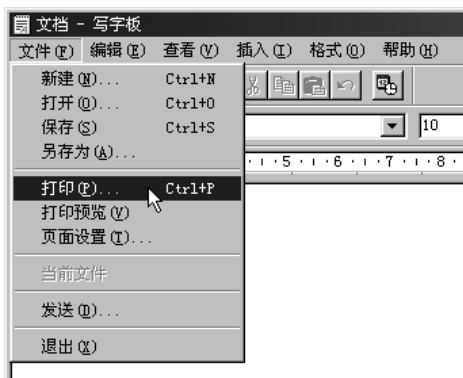 文档 - 写字板
文件(F) 编辑(E) 查看(V) 插入(I) 格式(O) 帮助(H)
新建(N)... Ctrl+N
打开(O)... Ctrl+O
保存(S) Ctrl+S
另存为(A)...
10
·5·6·7·8·
打印(P)... Ctrl+P
打印预览(V)
页面设置(T)...
当前文件
发送(D)...
退出(X)